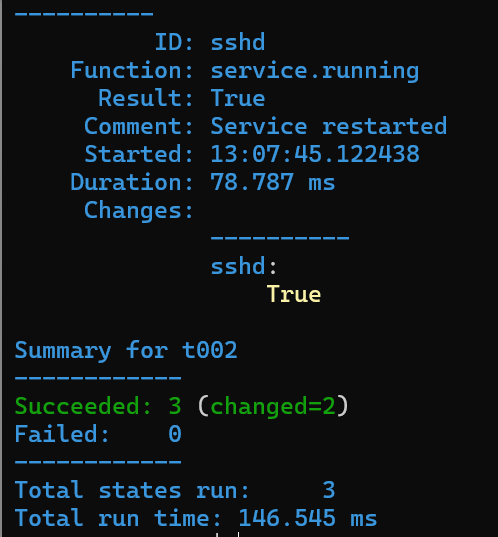 ----------
          ID: sshd
    Function: service.running
      Result: True
     Comment: Service restarted
     Started: 13:07:45.122438
    Duration: 78.787 ms
     Changes:
              ----------
              sshd:
                  True

Summary for t002
------------
Succeeded: 3 (changed=2)
Failed:    0
------------
Total states run:     3
Total run time: 146.545 ms